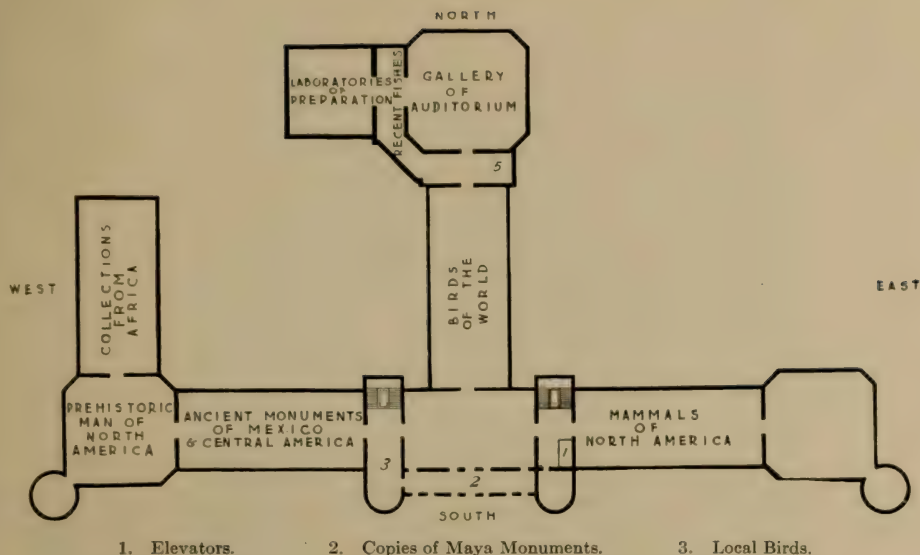 NORTH
LABORATORIES
OF
PREPARATION
RECENT FISHES
GALLERY
OF
AUDITORIUM
5
WEST
COLLECTIONS
FROM
AFRICA
BIRDS
OF THE
WORLD
EAST
PREHISTORIC
MAN OF
NORTH
AMERICA
ANCIENT MONUMENTS
OF MEXICO
& CENTRAL AMERICA
MAMMALS
OF
NORTH AMERICA
3
2
1
SOUTH
1. Elevators. 2. Copies of Maya Monuments. 3. Local Birds.